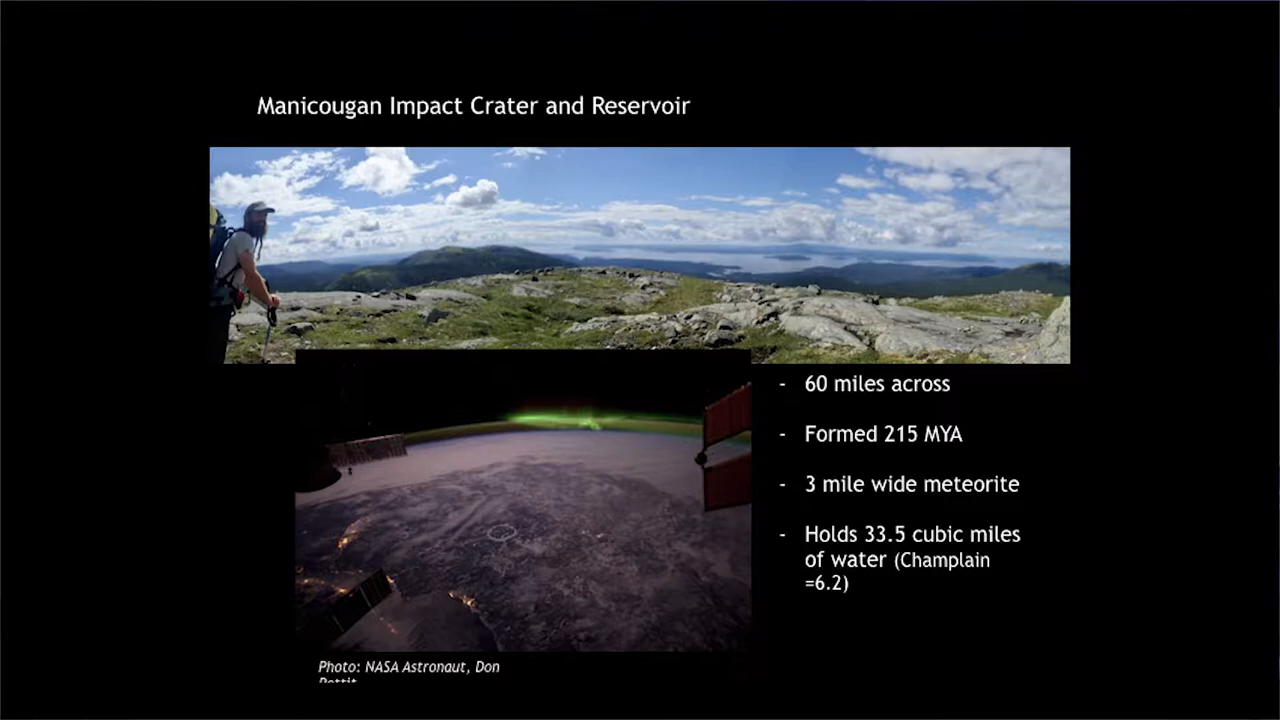 Manicougan Impact Crater and Reservoir
- 60 miles across
- Formed 215 MYA
- 3 mile wide meteorite
- Holds 33.5 cubic miles
of water (Champlain
=6.2)
Photo: NASA Astronaut, Don
Pettit